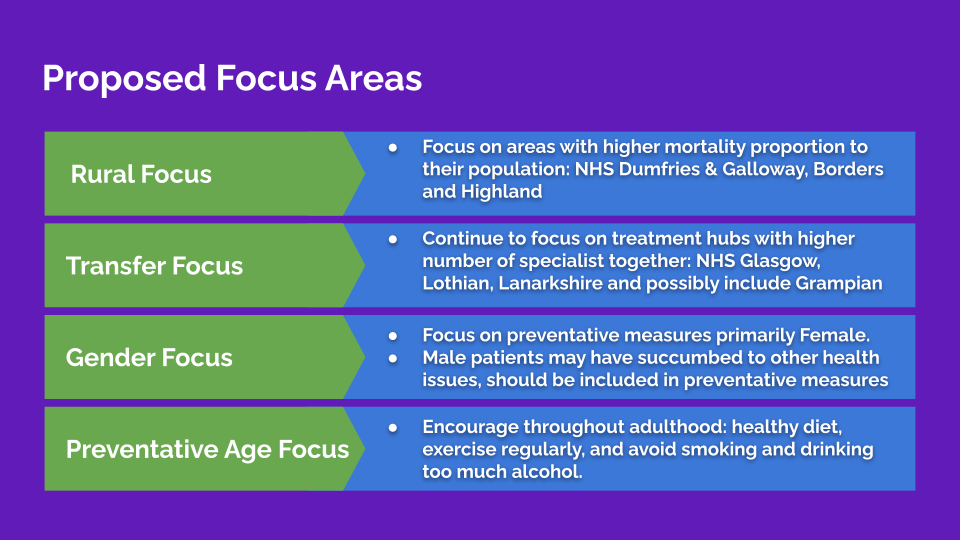 Proposed Focus Areas
Rural Focus
● Focus on areas with higher mortality proportion to
their population: NHS Dumfries & Galloway, Borders
and Highland
Transfer Focus
● Continue to focus on treatment hubs with higher
number of specialist together: NHS Glasgow,
Lothian, Lanarkshire and possibly include Grampian
Gender Focus
● Focus on preventative measures primarily Female.
● Male patients may have succumbed to other health
issues, should be included in preventative measures
Preventative Age Focus
● Encourage throughout adulthood: healthy diet,
exercise regularly, and avoid smoking and drinking
too much alcohol.